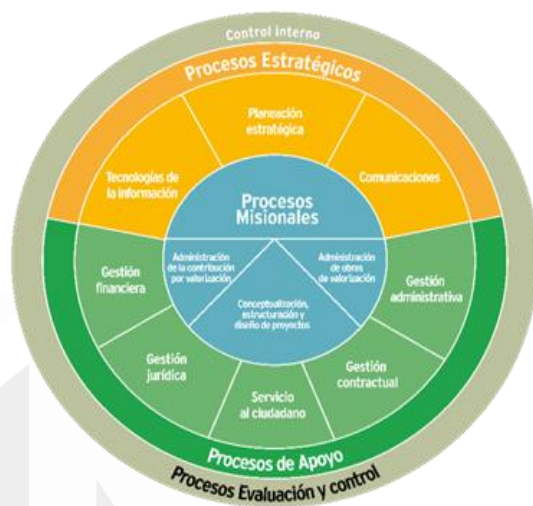 Control interno
Procesos Estratégicos
Planeación
estratégica
Tecnologías de
la información
Comunicaciones
Procesos
Misionales
Administración
de la contribución
por valorización
Administración
de obras
de valorización
Conceptualización,
estructuración y
diseño de proyectos
Gestión
financiera
Gestión
administrativa
Gestión
jurídica
Gestión
contractual
Servicio
al ciudadano
Procesos de Apoyo
Procesos Evaluación y control